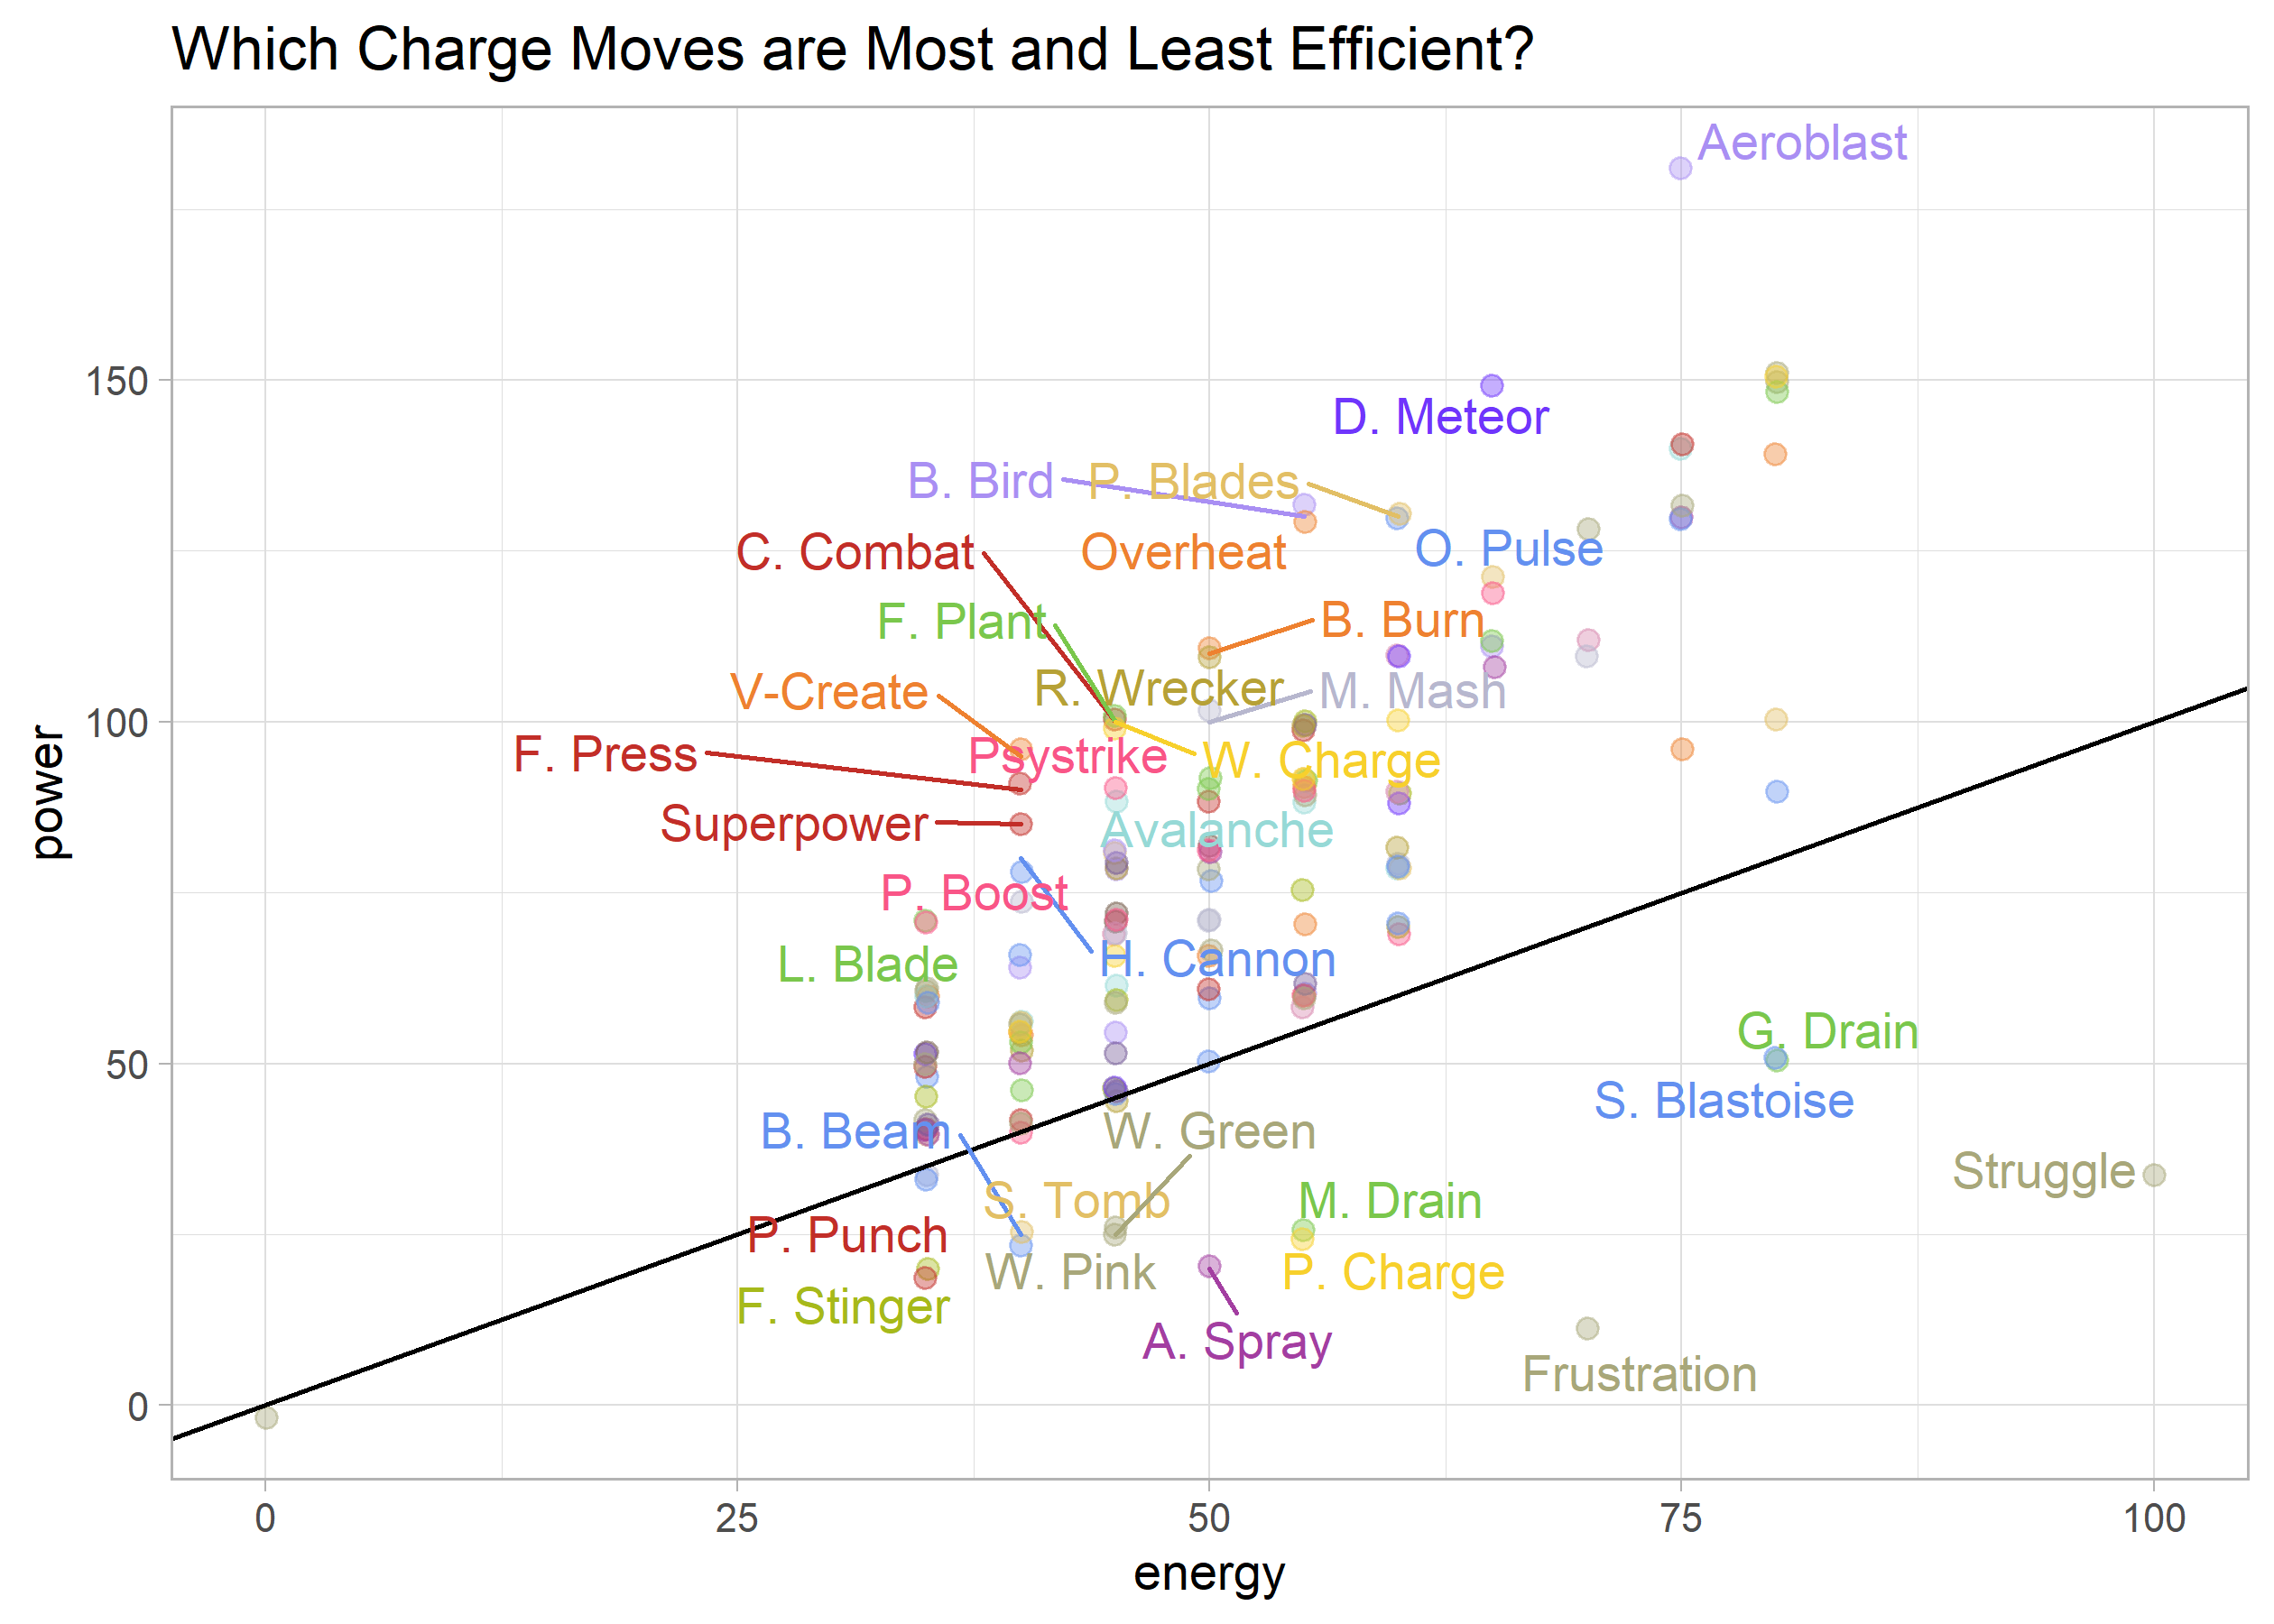 Which Charge Moves are Most and Least Efficient?
Aeroblast
150
D. Meteor
B. Bird
P. Blades
C. Combat
Overheat
O. Pulse
F. Plant
B. Burn
V-Create
R. Wrecker
M. Mash
100
F. Press
Psystrike
W. Charge
power
Superpower
Avalanche
P. Boost
L. Blade
H. Cannon
50
G. Drain
S. Blastoise
B. Beam
W. Green
Struggle
S. Tomb
M. Drain
P. Punch
W. Pink
P. Charge
F. Stinger
A. Spray
Frustration
0
0
25
50
75
100
energy